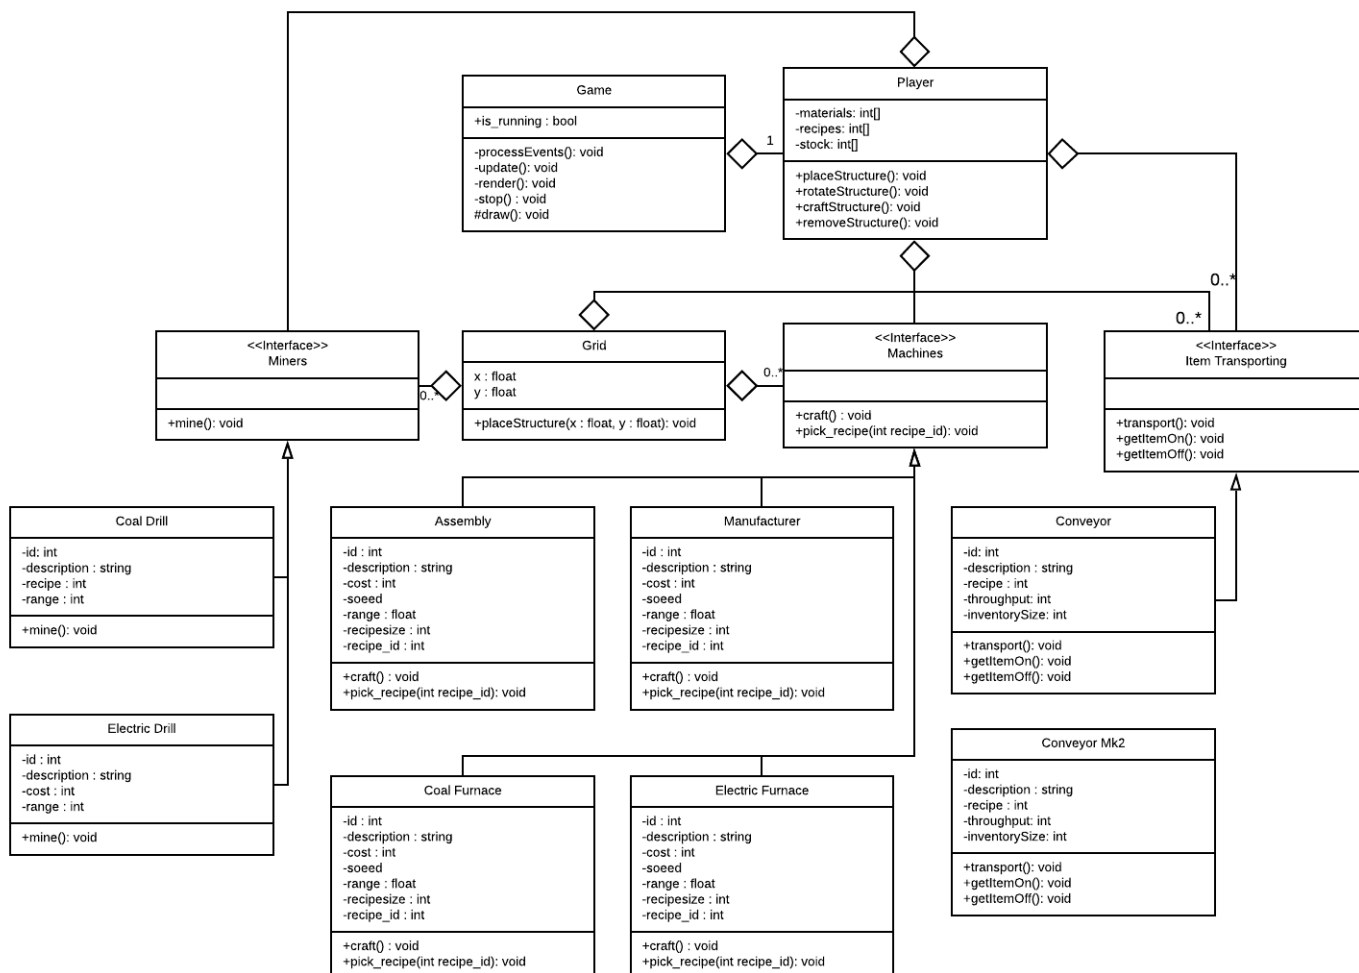 Game
+is_running : bool
-processEvents(): void
-update(): void
-render(): void
-stop() : void
#draw(): void
1
Player
-materials: int[]
-recipes: int[]
-stock: int[]
+placeStructure(): void
+rotateStructure(): void
+craftStructure(): void
+removeStructure(): void
0..*
0..*
<<Interface>>
Miners
+mine(): void
0..*
Grid
x : float
y : float
+placeStructure(x : float, y : float): void
0..*
<<Interface>>
Machines
+craft() : void
+pick_recipe(int recipe_id): void
<<Interface>>
Item Transporting
+transport(): void
+getItemOn(): void
+getItemOff(): void
Coal Drill
-id: int
-description : string
-recipe : int
-range : int
+mine(): void
Assembly
-id : int
-description : string
-cost : int
-soeed
-range : float
-recipesize : int
-recipe_id : int
+craft() : void
+pick_recipe(int recipe_id): void
Manufacturer
-id : int
-description : string
-cost : int
-soeed
-range : float
-recipesize : int
-recipe_id : int
+craft() : void
+pick_recipe(int recipe_id): void
Conveyor
-id: int
-description : string
-recipe : int
-throughput: int
-inventorySize: int
+transport(): void
+getItemOn(): void
+getItemOff(): void
Electric Drill
-id : int
-description : string
-cost : int
-range : int
+mine(): void
Coal Furnace
-id : int
-description : string
-cost : int
-soeed
-range : float
-recipesize : int
-recipe_id : int
+craft() : void
+pick_recipe(int recipe_id): void
Electric Furnace
-id : int
-description : string
-cost : int
-soeed
-range : float
-recipesize : int
-recipe_id : int
+craft() : void
+pick_recipe(int recipe_id): void
Conveyor Mk2
-id: int
-description : string
-recipe : int
-throughput: int
-inventorySize: int
+transport(): void
+getItemOn(): void
+getItemOff(): void